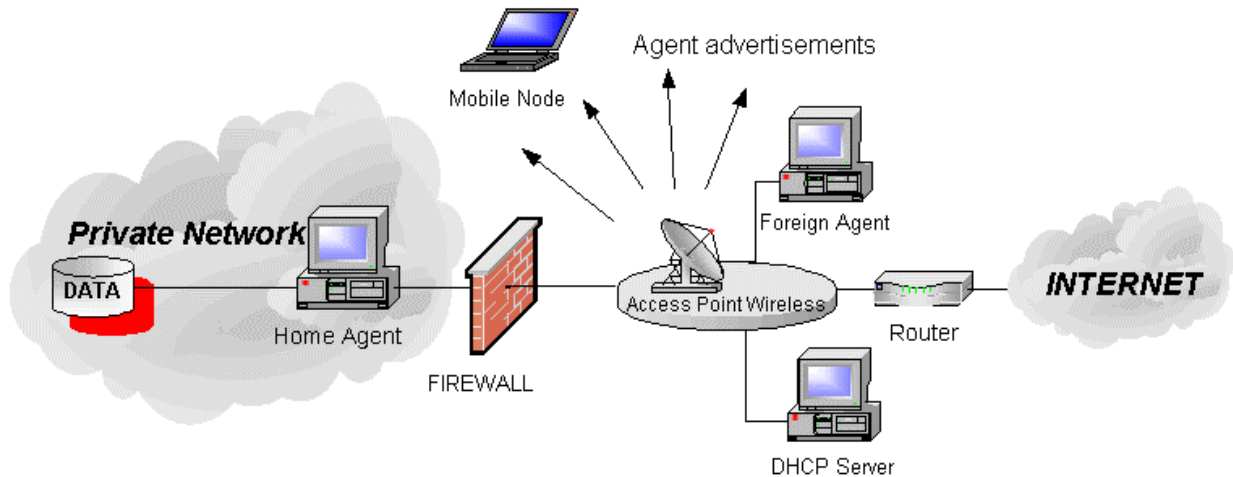 Agent advertisements
Mobile Node
Foreign Agent
Private Network
DATA
Home Agent
FIREWALL
Access Point Wireless
Router
INTERNET
DHCP Server